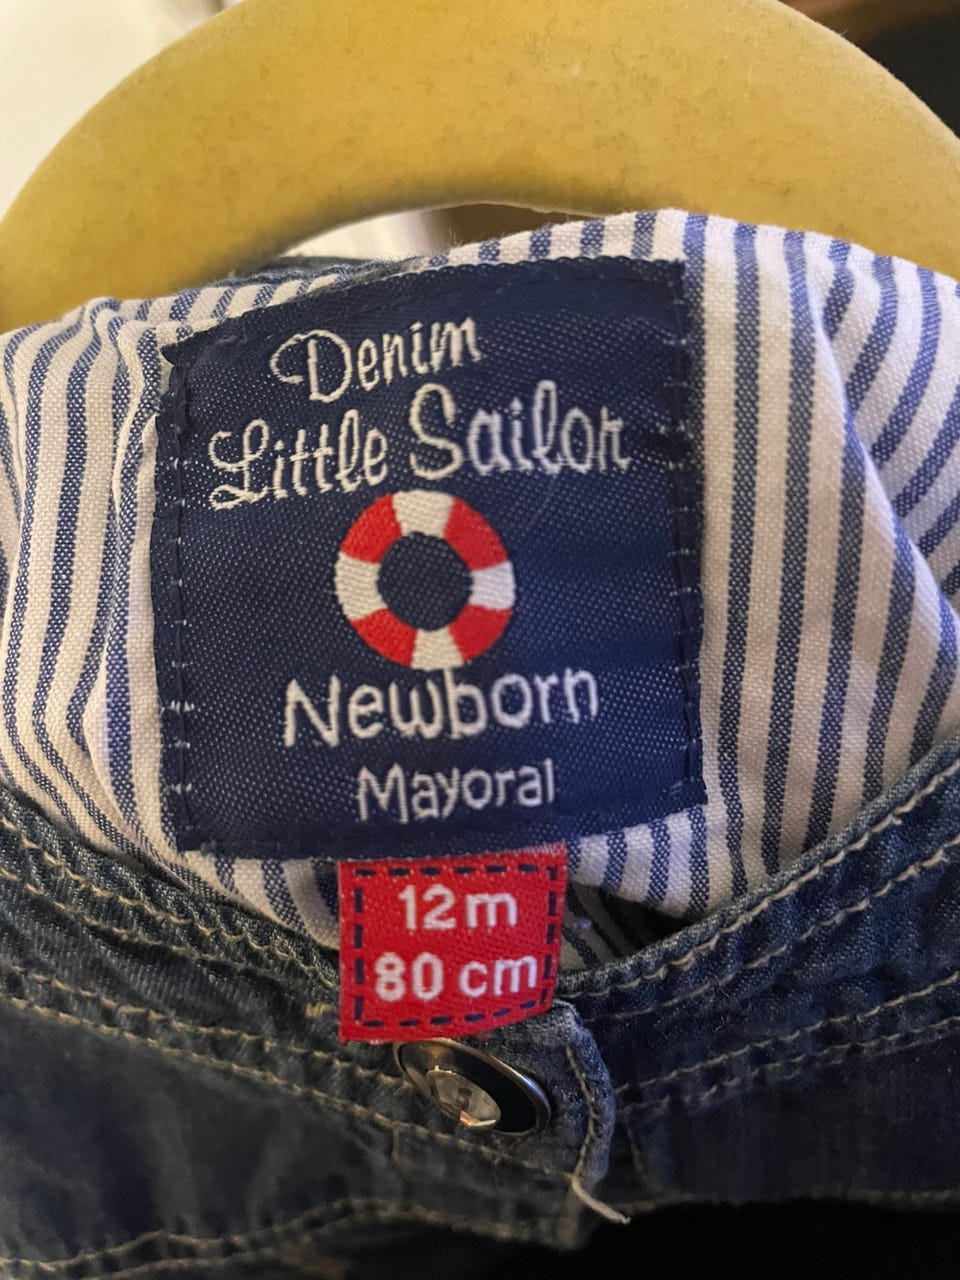 Denim
Little Sailor
Newborn
Mayoral
12m
80 cm